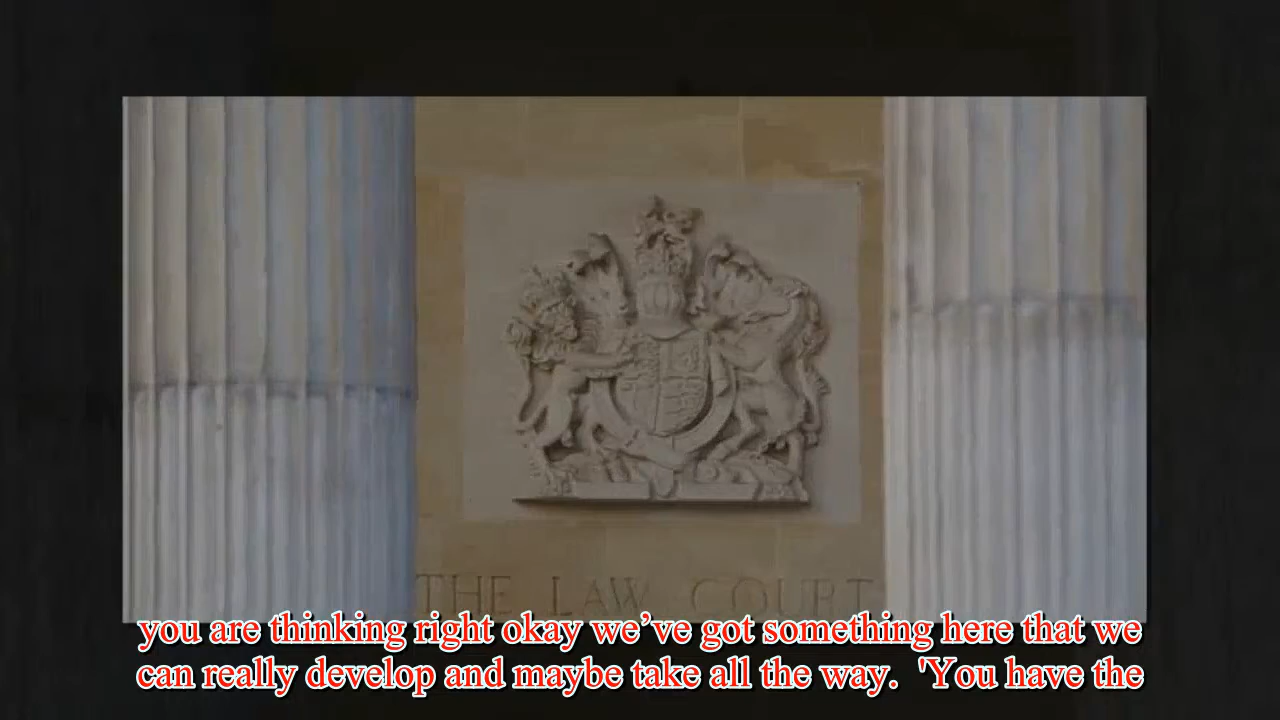 THE LAW COURT
you are thinking right okay we’ve got something here that we
can really develop and maybe take all the way.  'You have the